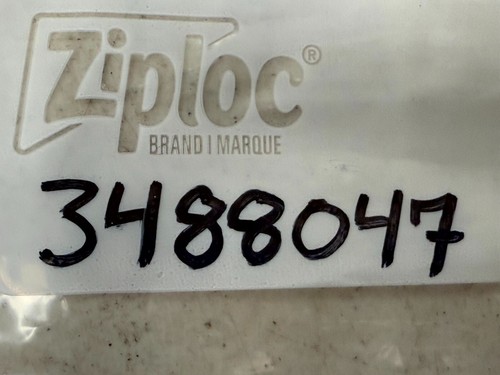 Ziploc®
BRAND | MARQUE
3488047